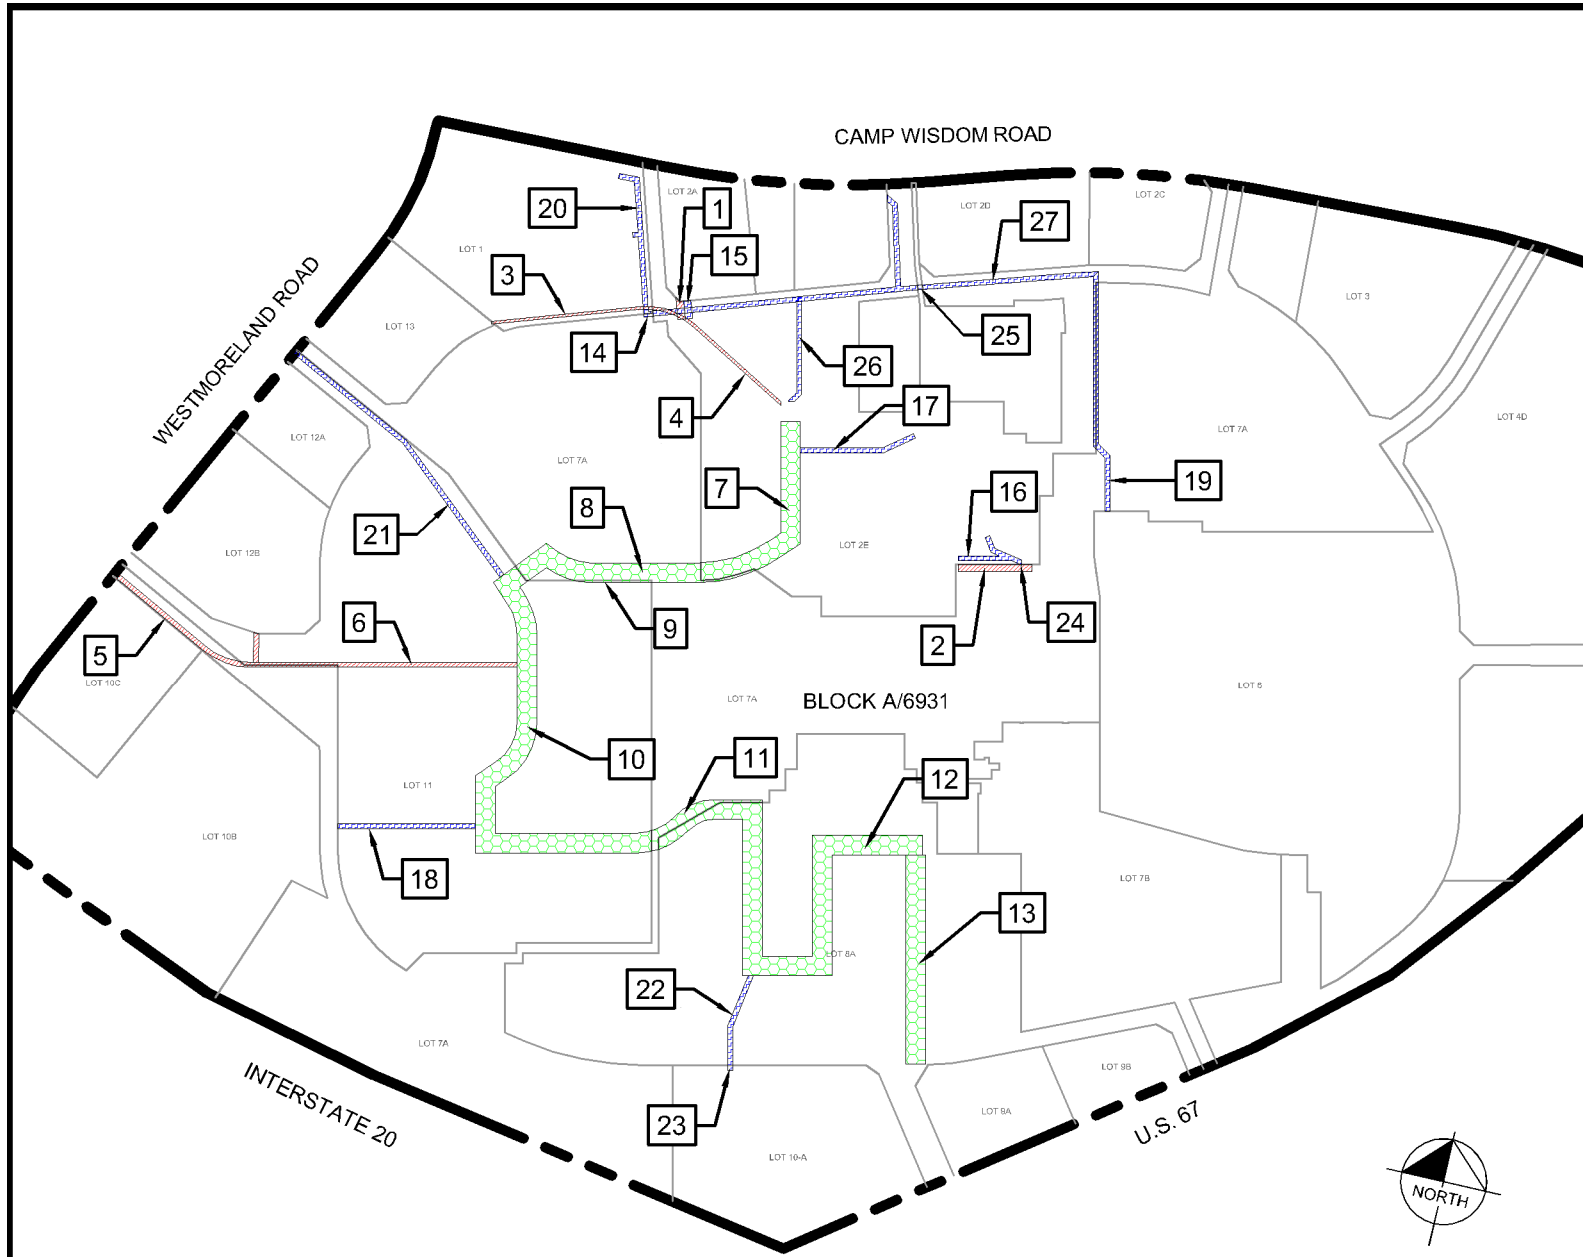 CAMP WISDOM ROAD
LOT 2A
1
20
LOT 2D
LOT 2C
27
LOT 1
15
3
LOT 3
WESTMORELAND ROAD
LOT 13
14
25
26
4
17
LOT 4D
LOT 12A
LOT 7A
LOT 7A
7
16
19
8
21
LOT 12B
LOT 2E
9
24
6
2
5
LOT 10C
LOT 7A
BLOCK A/6931
LOT 6
10
11
12
LOT 11
LOT 10B
18
LOT 7B
13
LOT 8A
22
LOT 7A
INTERSTATE 20
23
LOT 9B
LOT 9A
U.S. 67
LOT 10-A
NORTH